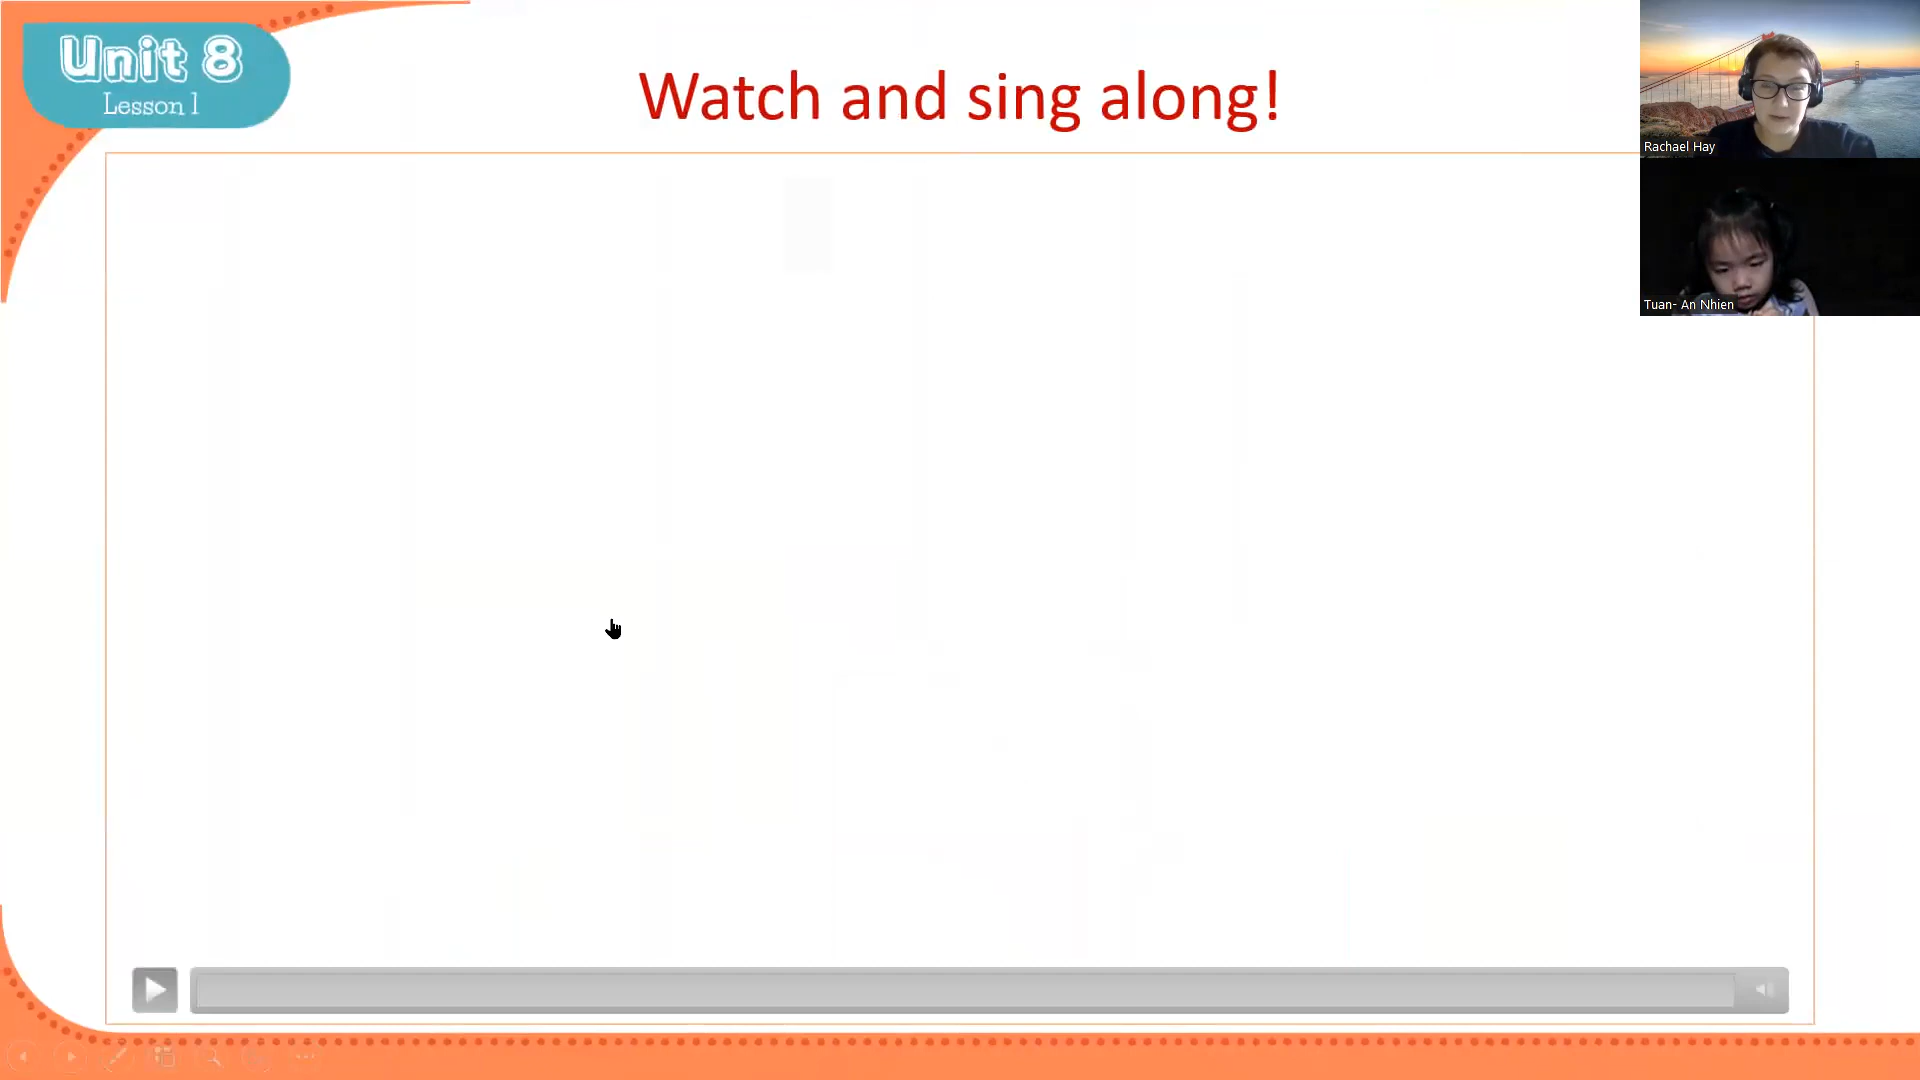 Unit 8
Lesson 1
Watch and sing along!
Rachael Hay
Tuan- An Nhien